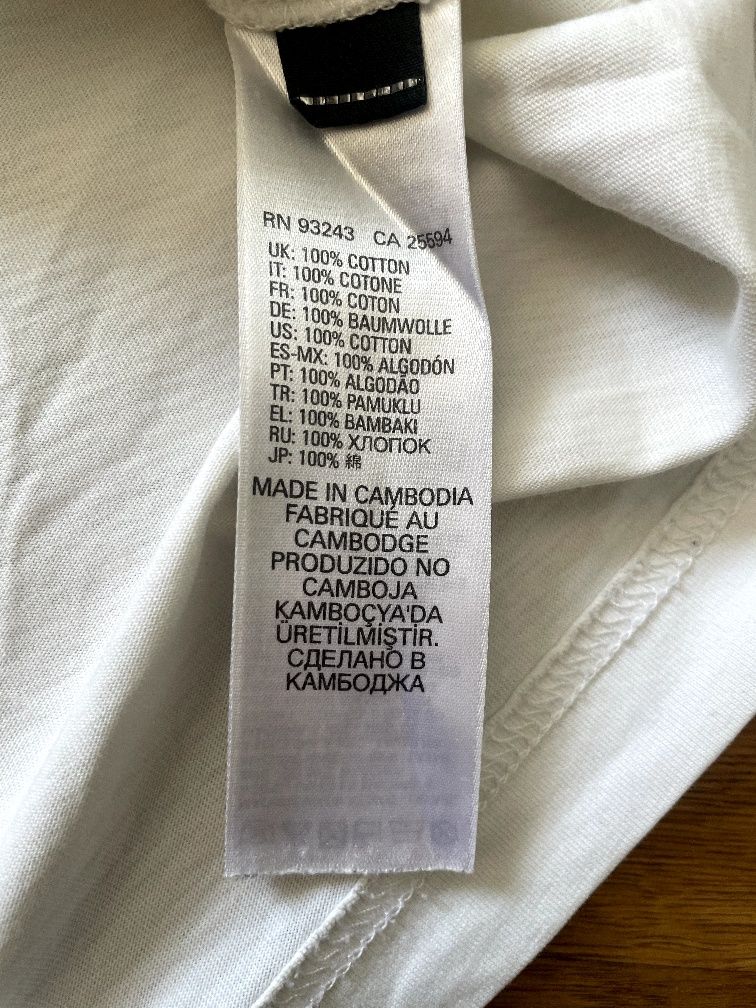 RN 93243 CA 25594
UK: 100% COTTON
IT: 100% COTONE
FR: 100% COTON
DE: 100% BAUMWOLLE
US: 100% COTTON
ES-MX: 100% ALGODÓN
PT: 100% ALGODÃO
TR: 100% PAMUKLU
EL: 100% BAMBAKI
RU: 100% ХЛОПОК
JP: 100% 綿
MADE IN CAMBODIA
FABRIQUÉ AU
CAMBODGE
PRODUZIDO NO
CAMBOJA
KAMBOÇYA'DA
ÜRETİLMİŞTİR.
СДЕЛАНО В
КАМБОДЖА